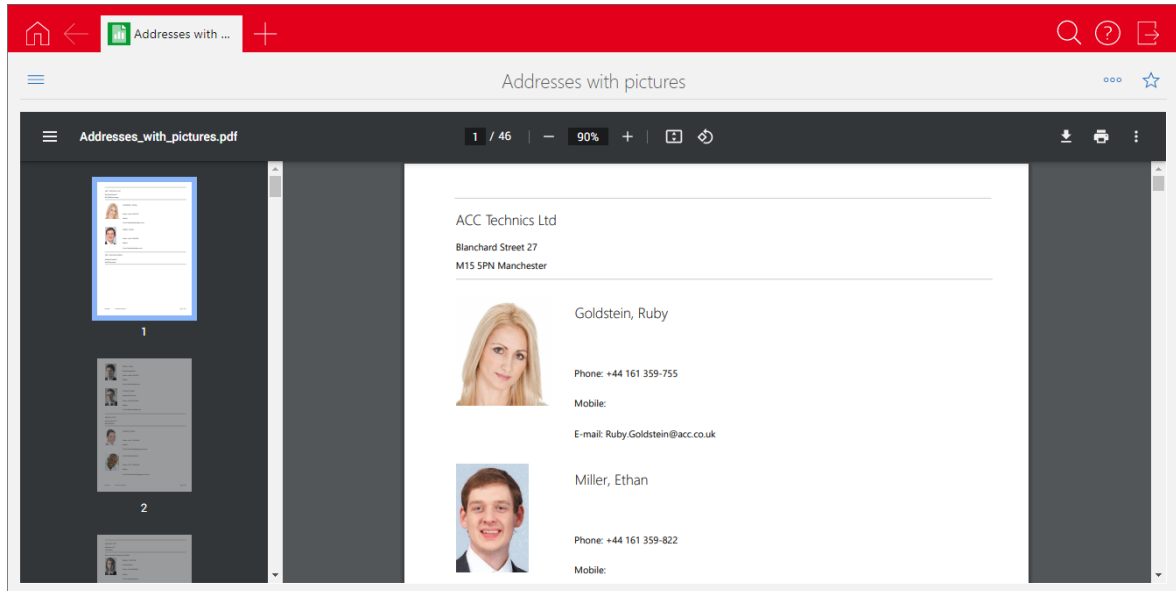 Addresses with ...
Addresses with pictures
Addresses_with_pictures.pdf
1 / 46
90%
1
2
ACC Technics Ltd
Blanchard Street 27
M15 5PN Manchester
Goldstein, Ruby
Phone: +44 161 359-755
Mobile:
E-mail: Ruby.Goldstein@acc.co.uk
Miller, Ethan
Phone: +44 161 359-822
Mobile: